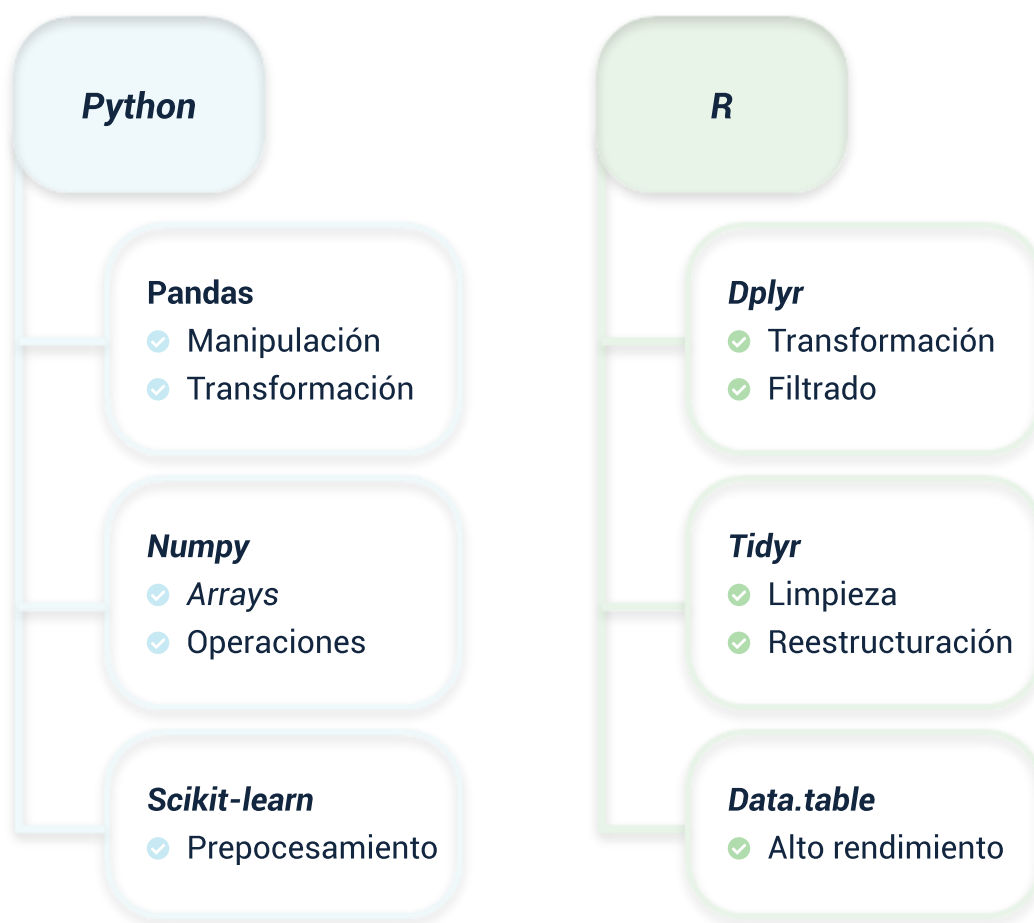 Python
Pandas
Manipulación
Transformación
Numpy
Arrays
Operaciones
Scikit-learn
Prepocesamiento
R
Dplyr
Transformación
Filtrado
Tidyr
Limpieza
Reestructuración
Data.table
Alto rendimiento